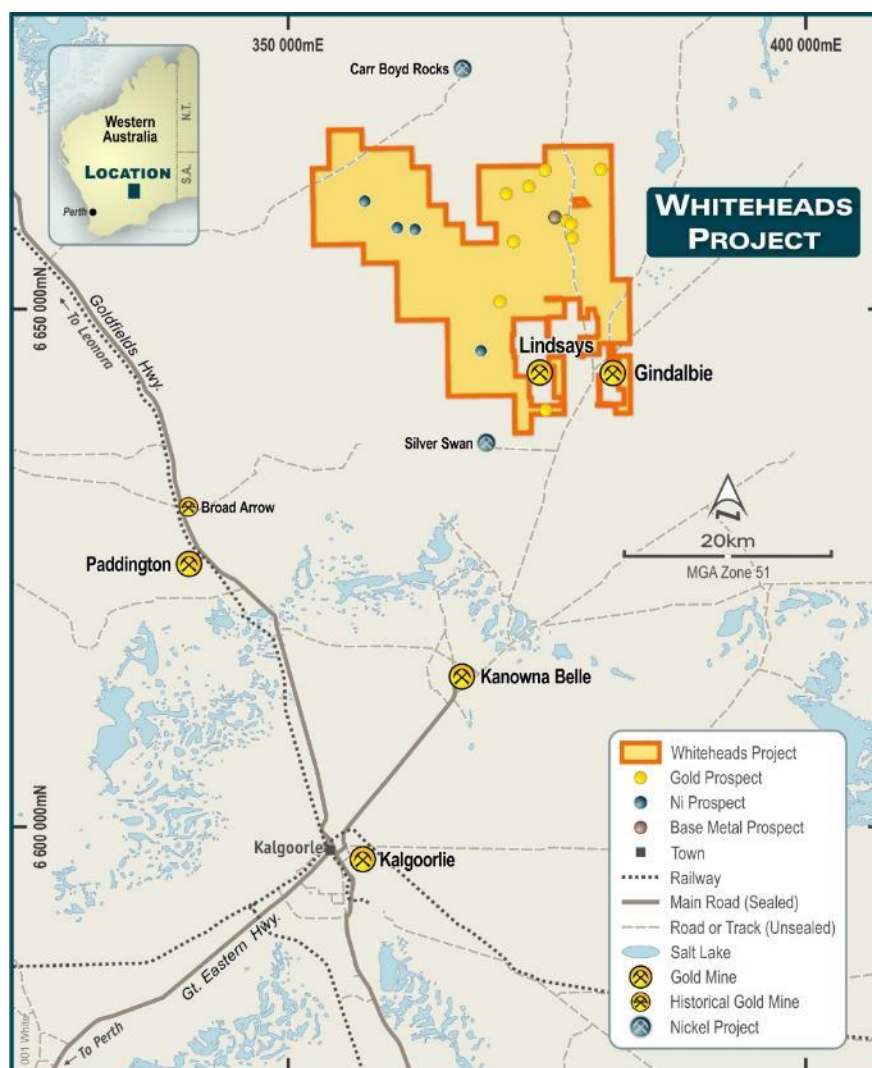 350 000mE
400 000mE
Carr Boyd Rocks
Western
Australia
N.T.
S.A.
LOCATION
Perth
WHITEHEADS
PROJECT
6 650 000mN
Goldfields Hwy.
To Leonora
Lindsays
Gindalbie
Silver Swan
Broad Arrow
Paddington
N
20km
MGA Zone 51
Kanowna Belle
6 600 000mN
Kalgoorle
Kalgoorlie
Gt. Eastern Hwy.
To Perth
001 White
Whiteheads Project
Gold Prospect
Ni Prospect
Base Metal Prospect
Town
Railway
Main Road (Sealed)
Road or Track (Unsealed)
Salt Lake
Gold Mine
Historical Gold Mine
Nickel Project